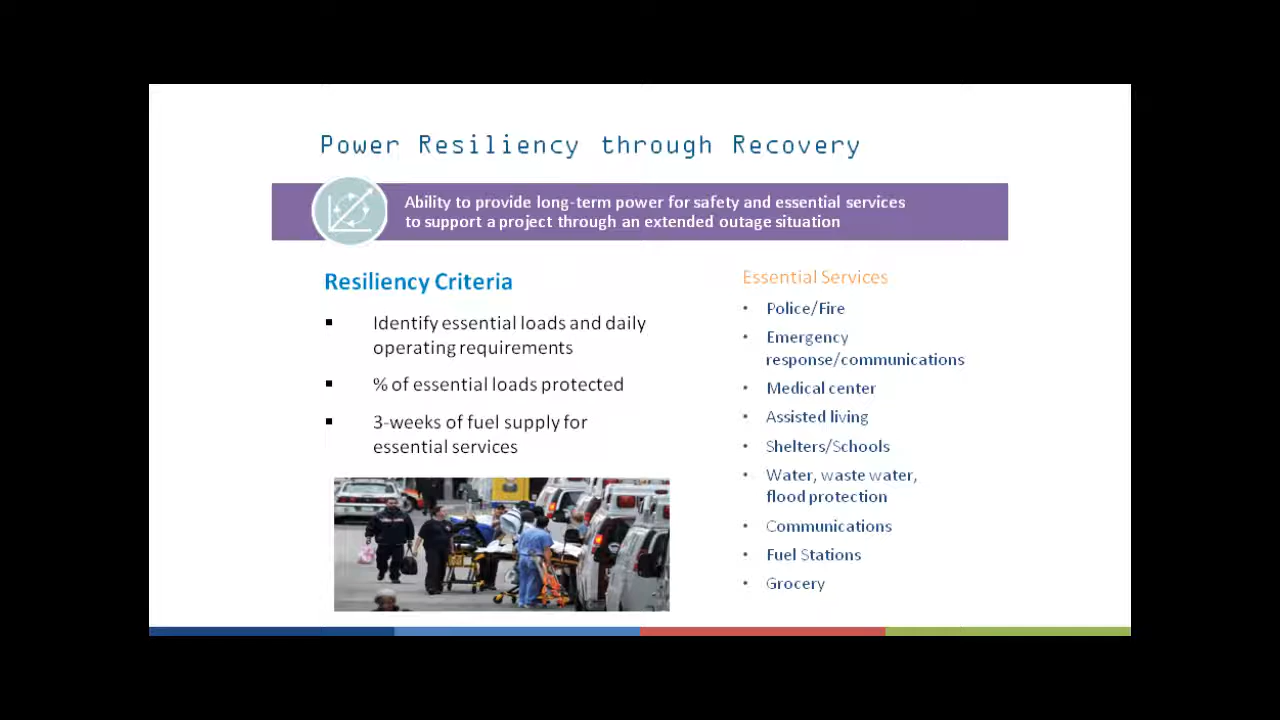 Power Resiliency through Recovery
Ability to provide long-term power for safety and essential services
to support a project through an extended outage situation
Resiliency Criteria
▪ Identify essential loads and daily
operating requirements
▪ % of essential loads protected
▪ 3-weeks of fuel supply for
essential services
Essential Services
• Police/Fire
• Emergency
response/communications
• Medical center
• Assisted living
• Shelters/Schools
• Water, waste water,
flood protection
• Communications
• Fuel Stations
• Grocery